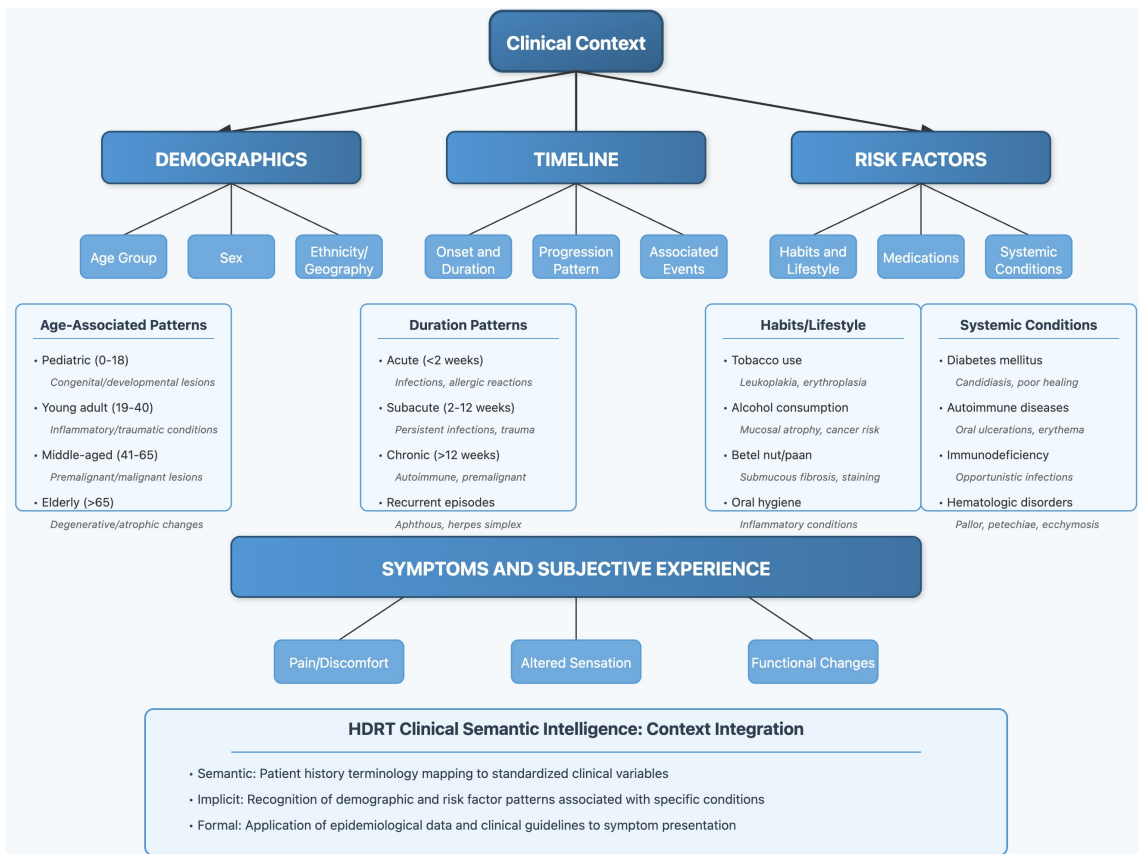 Clinical Context
DEMOGRAPHICS
TIMELINE
RISK FACTORS
Age Group
Sex
Ethnicity/
Geography
Onset and
Duration
Progression
Pattern
Associated
Events
Habits and
Lifestyle
Medications
Systemic
Conditions
Age-Associated Patterns
• Pediatric (0-18)
Congenital/developmental lesions
• Young adult (19-40)
Inflammatory/traumatic conditions
• Middle-aged (41-65)
Premalignant/malignant lesions
• Elderly (>65)
Degenerative/atrophic changes
Duration Patterns
• Acute (<2 weeks)
Infections, allergic reactions
• Subacute (2-12 weeks)
Persistent infections, trauma
• Chronic (>12 weeks)
Autoimmune, premalignant
• Recurrent episodes
Aphthous, herpes simplex
Habits/Lifestyle
• Tobacco use
Leukoplakia, erythroplasia
• Alcohol consumption
Mucosal atrophy, cancer risk
• Betel nut/paan
Submucous fibrosis, staining
• Oral hygiene
Inflammatory conditions
Systemic Conditions
• Diabetes mellitus
Candidiasis, poor healing
• Autoimmune diseases
Oral ulcerations, erythema
• Immunodeficiency
Opportunistic infections
• Hematologic disorders
Pallor, petechiae, ecchymosis
SYMPTOMS AND SUBJECTIVE EXPERIENCE
Pain/Discomfort
Altered Sensation
Functional Changes
HDRT Clinical Semantic Intelligence: Context Integration
• Semantic: Patient history terminology mapping to standardized clinical variables
• Implicit: Recognition of demographic and risk factor patterns associated with specific conditions
• Formal: Application of epidemiological data and clinical guidelines to symptom presentation